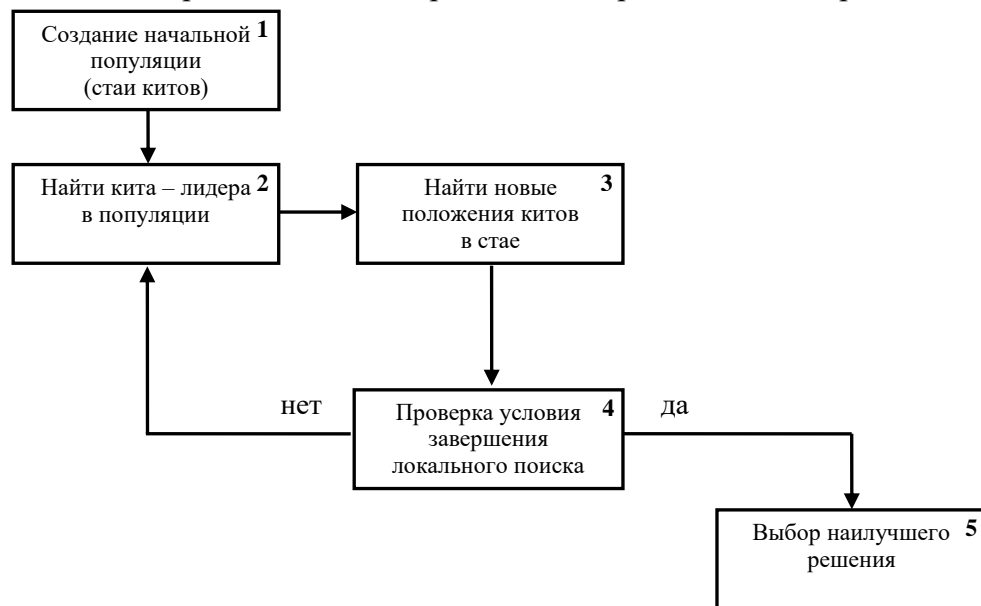 Создание начальной 1
популяции
(стаи китов)
Найти кита – лидера 2
в популяции
Найти новые 3
положения китов
в стае
нет
Проверка условия 4
завершения
локального поиска
да
Выбор наилучшего 5
решения